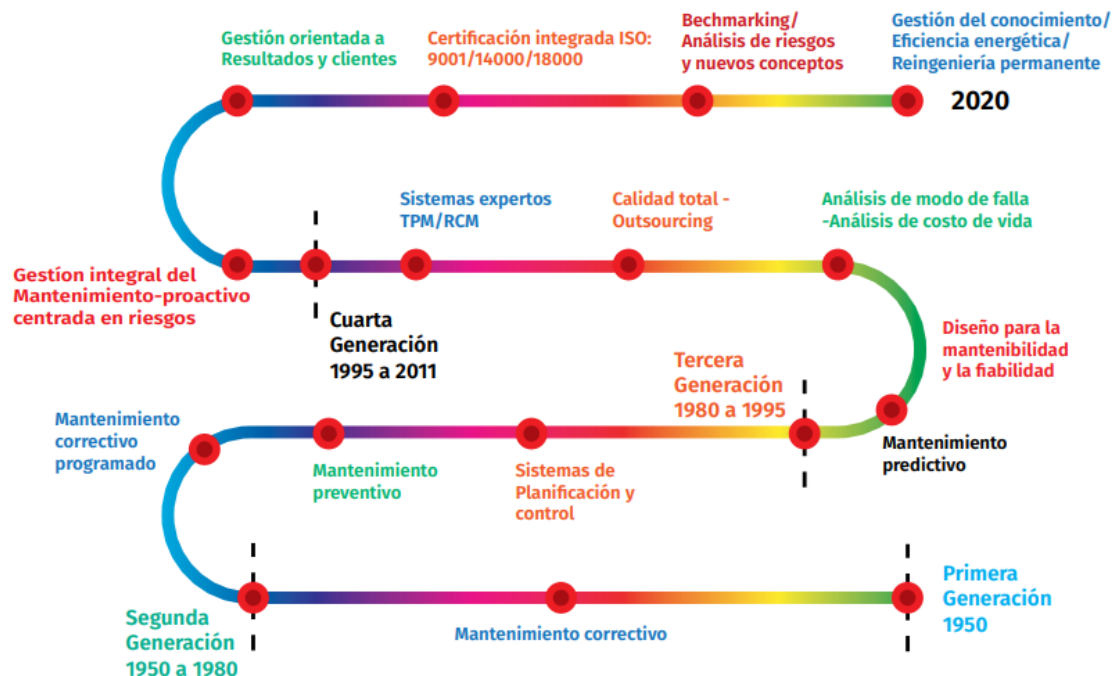 Gestión orientada a
Resultados y clientes
Certificación integrada ISO:
9001/14000/18000
Bechmarking/
Análisis de riesgos
y nuevos conceptos
Gestión del conocimiento/
Eficiencia energética/
Reingeniería permanente
2020
Sistemas expertos
TPM/RCM
Calidad total -
Outsourcing
Análisis de modo de falla
-Análisis de costo de vida
Gestíon integral del
Mantenimiento-proactivo
centrada en riesgos
Cuarta
Generación
1995 a 2011
Diseño para la
mantenibilidad
y la fiabilidad
Tercera
Generación
1980 a 1995
Mantenimiento
correctivo
programado
Mantenimiento
preventivo
Sistemas de
Planificación y
control
Mantenimiento
predictivo
Segunda
Generación
1950 a 1980
Mantenimiento correctivo
Primera
Generación
1950